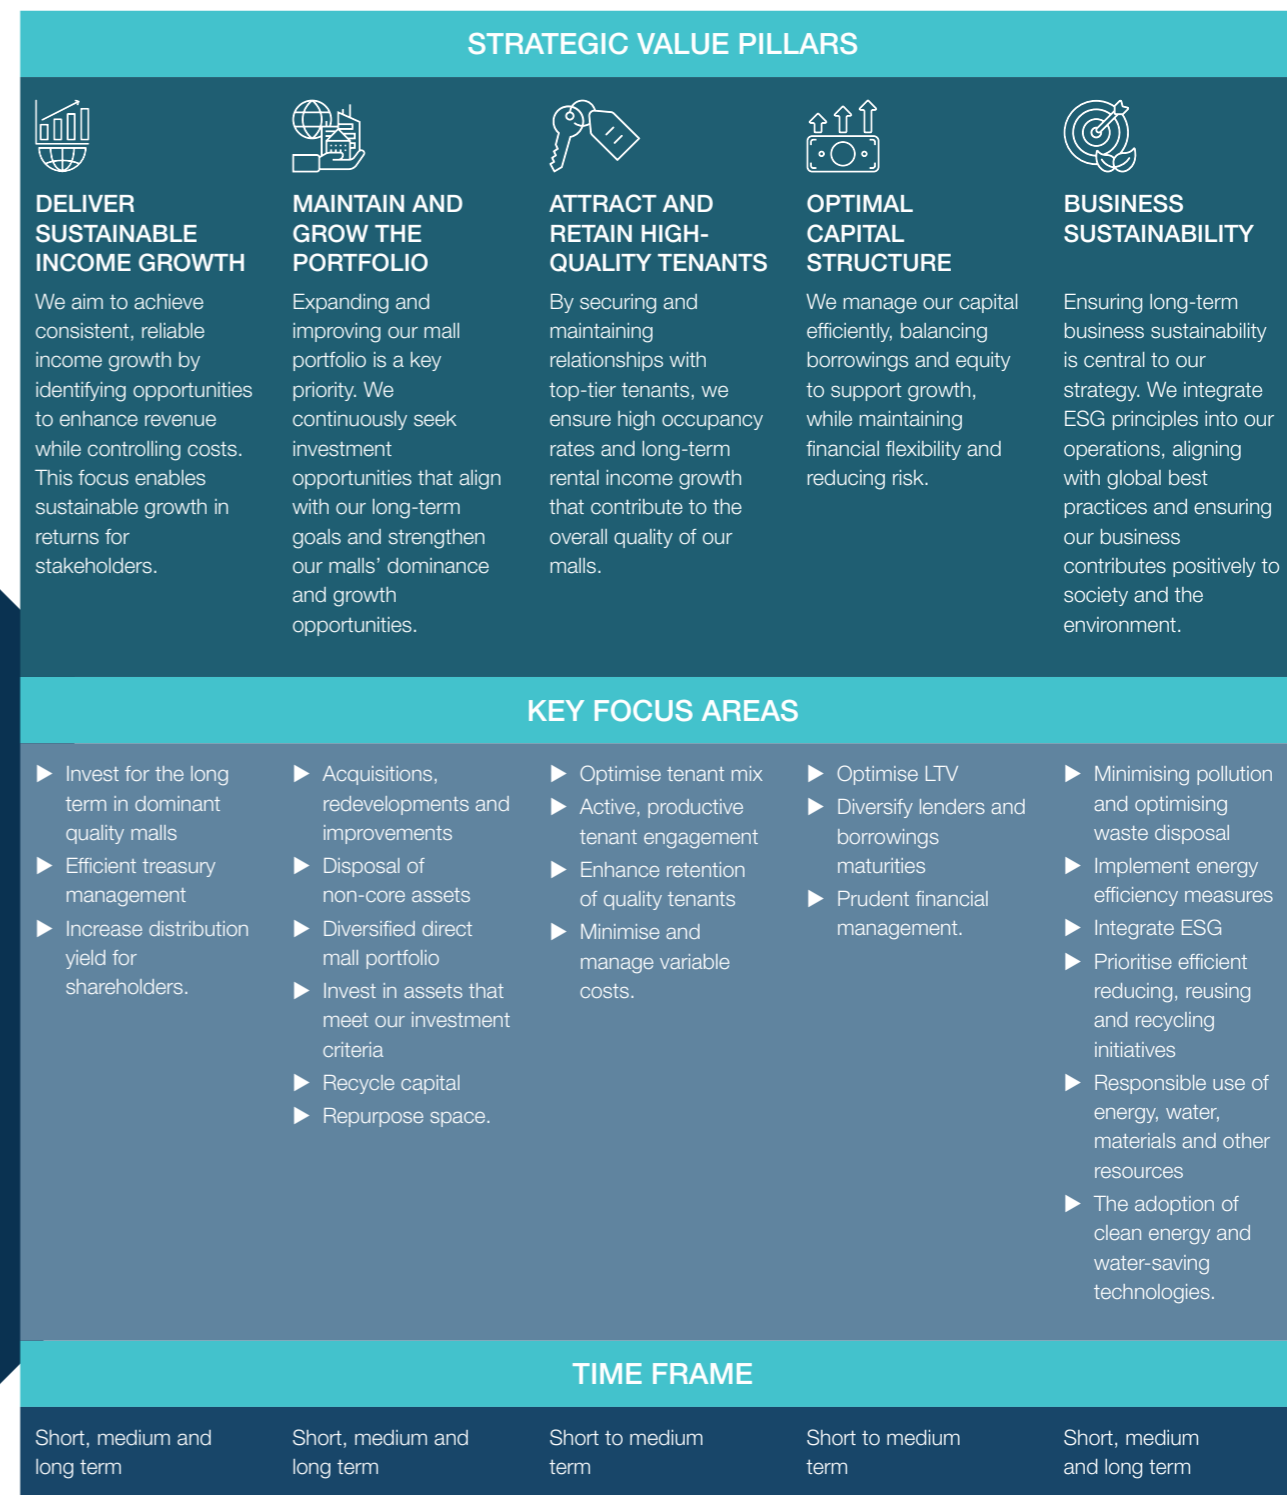 STRATEGIC VALUE PILLARS
DELIVER
SUSTAINABLE
INCOME GROWTH
We aim to achieve
consistent, reliable
income growth by
identifying opportunities
to enhance revenue
while controlling costs.
This focus enables
sustainable growth in
returns for
stakeholders.
MAINTAIN AND
GROW THE
PORTFOLIO
Expanding and
improving our mall
portfolio is a key
priority. We
continuously seek
investment
opportunities that align
with our long-term
goals and strengthen
our malls’ dominance
and growth
opportunities.
ATTRACT AND
RETAIN HIGH-
QUALITY TENANTS
By securing and
maintaining
relationships with
top-tier tenants, we
ensure high occupancy
rates and long-term
rental income growth
that contribute to the
overall quality of our
malls.
OPTIMAL
CAPITAL
STRUCTURE
We manage our capital
efficiently, balancing
borrowings and equity
to support growth,
while maintaining
financial flexibility and
reducing risk.
BUSINESS
SUSTAINABILITY
Ensuring long-term
business sustainability
is central to our
strategy. We integrate
ESG principles into our
operations, aligning
with global best
practices and ensuring
our business
contributes positively to
society and the
environment.
KEY FOCUS AREAS
▶ Invest for the long
term in dominant
quality malls
▶ Efficient treasury
management
▶ Increase distribution
yield for
shareholders.
▶ Acquisitions,
redevelopments and
improvements
▶ Disposal of
non-core assets
▶ Diversified direct
mall portfolio
▶ Invest in assets that
meet our investment
criteria
▶ Recycle capital
▶ Repurpose space.
▶ Optimise tenant mix
▶ Active, productive
tenant engagement
▶ Enhance retention
of quality tenants
▶ Minimise and
manage variable
costs.
▶ Optimise LTV
▶ Diversify lenders and
borrowings
maturities
▶ Prudent financial
management.
▶ Minimising pollution
and optimising
waste disposal
▶ Implement energy
efficiency measures
▶ Integrate ESG
▶ Prioritise efficient
reducing, reusing
and recycling
initiatives
▶ Responsible use of
energy, water,
materials and other
resources
▶ The adoption of
clean energy and
water-saving
technologies.
TIME FRAME
Short, medium and
long term
Short, medium and
long term
Short to medium
term
Short to medium
term
Short, medium
and long term